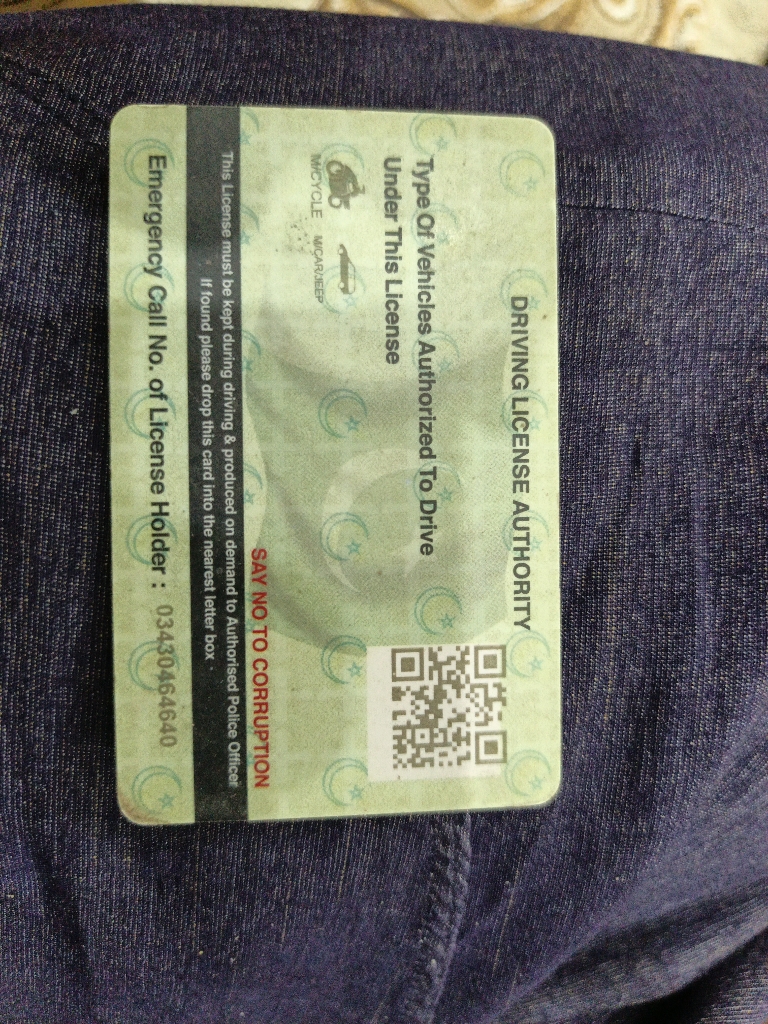 DRIVING LICENSE AUTHORITY
Type Of Vehicles Authorized To Drive
Under This License
M/CYCLE M/CAR/JEEP
SAY NO TO CORRUPTION
This License must be kept during driving & produced on demand to Authorised Police Officer
If found please drop this card into the nearest letter box
Emergency Call No. of License Holder : 03430464640